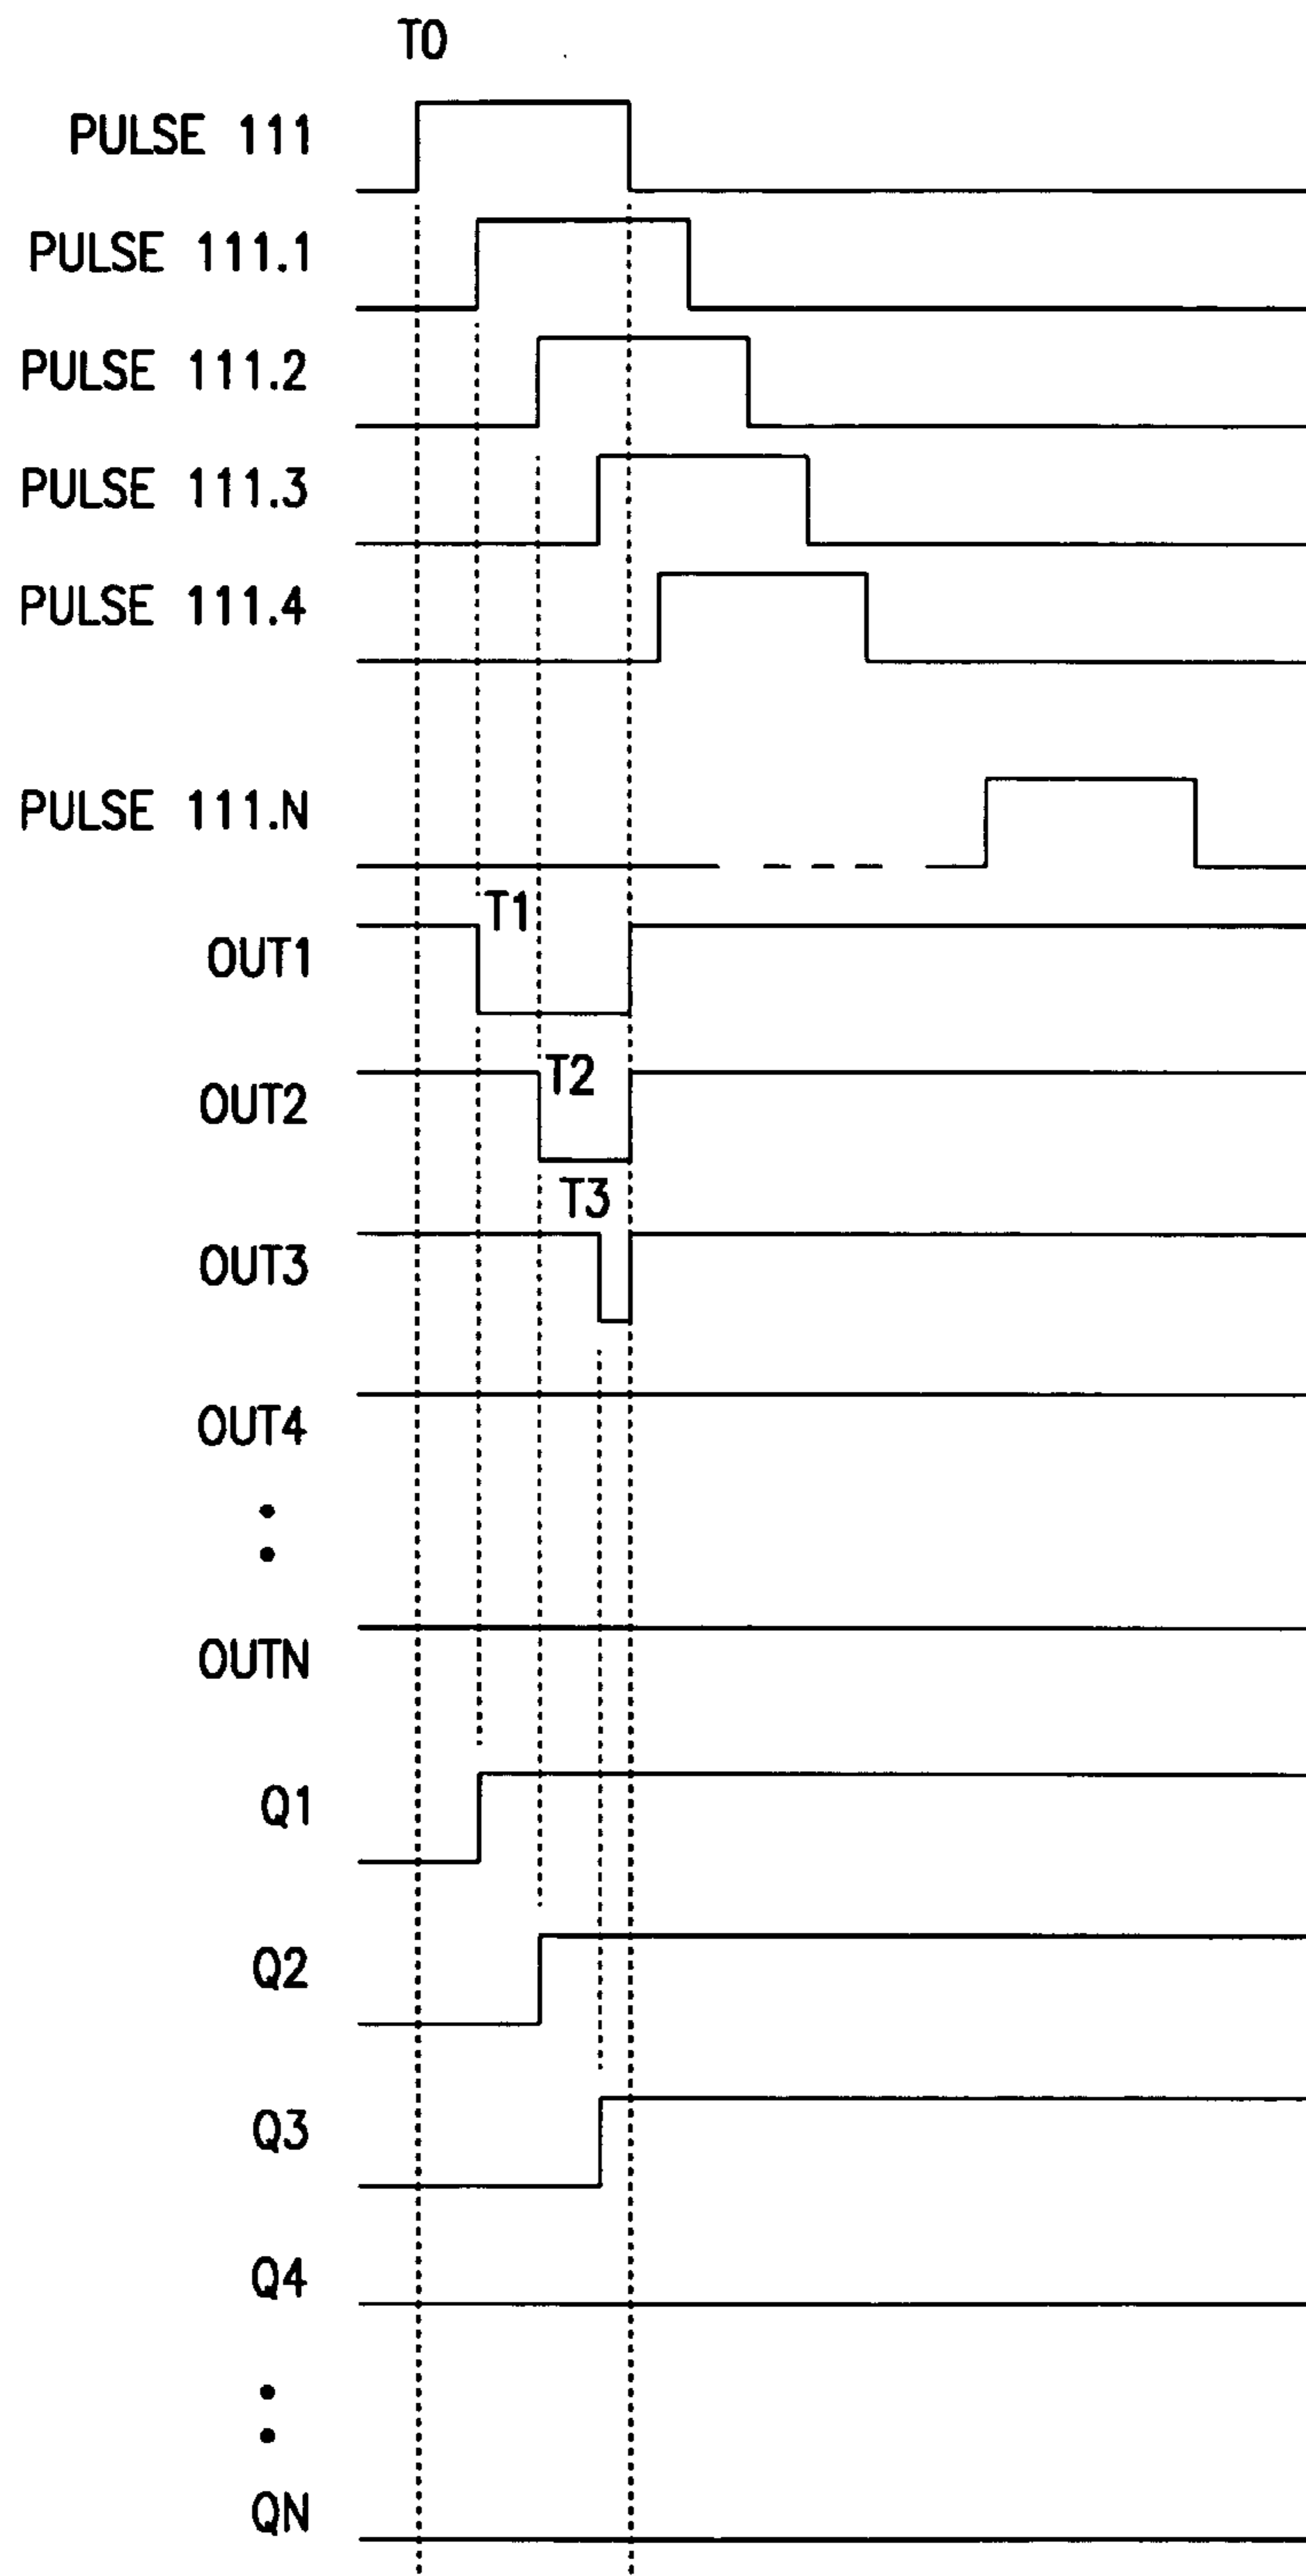 T0
PULSE 111
PULSE 111.1
PULSE 111.2
PULSE 111.3
PULSE 111.4
PULSE 111.N
T1
OUT1
T2
OUT2
T3
OUT3
OUT4
OUTN
Q1
Q2
Q3
Q4
QN